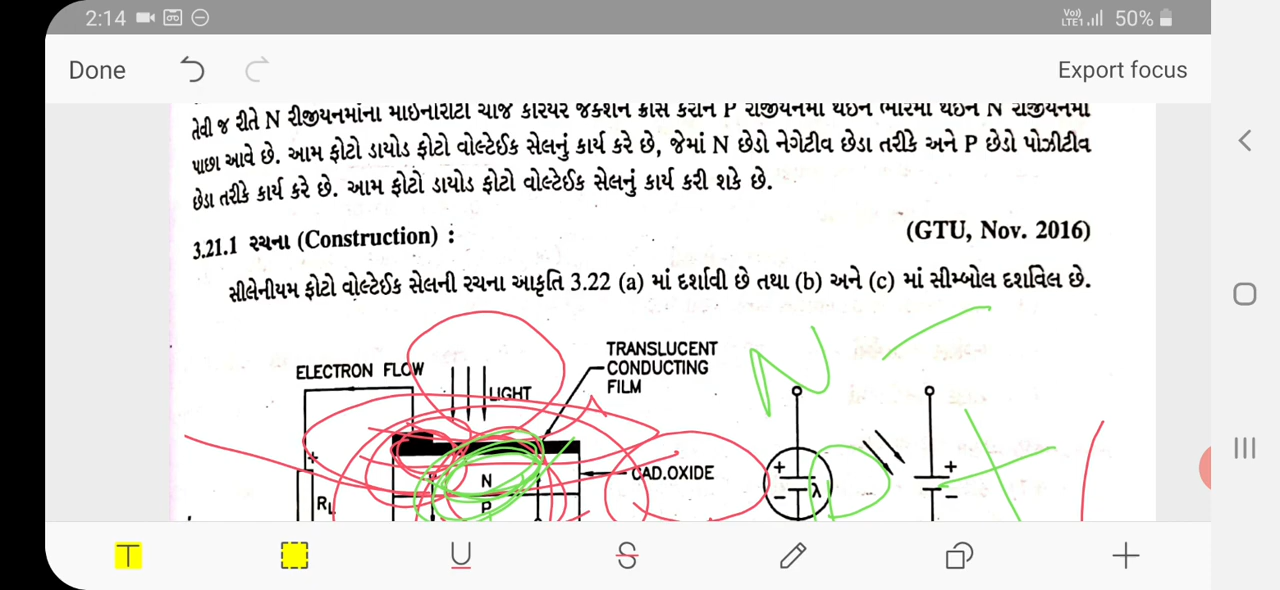 2:14 Vo)) LTE1 50%
Done Export focus
તેવી જ રીતે N રીજીયનમાંના માઇનોરીટી ચાર્જ કેરિયર જંકશન ક્રોસ કરીને P રીજીયનમાં થઇને ભારમાં થઇને N રીજીયનમાં
પાછા આવે છે. આમ ફોટો ડાયોડ ફોટો વોલ્ટેઈક સેલનું કાર્ય કરે છે, જેમાં N છેડો નેગેટીવ છેડા તરીકે અને P છેડો પોઝીટીવ
છેડા તરીકે કાર્ય કરે છે. આમ ફોટો ડાયોડ ફોટો વોલ્ટેઈક સેલનું કાર્ય કરી શકે છે.
3.21.1 રચના (Construction) : (GTU, Nov. 2016)
સીલેનીયમ ફોટો વોલ્ટેઈક સેલની રચના આકૃતિ 3.22 (a) માં દર્શાવી છે તથા (b) અને (c) માં સીમ્બોલ દર્શાવેલ છે.
ELECTRON FLOW
LIGHT
TRANSLUCENT
CONDUCTING
FILM
N -
CAD.OXIDE
N
P
RL
+
+
- λ
+
-
P +
T U S